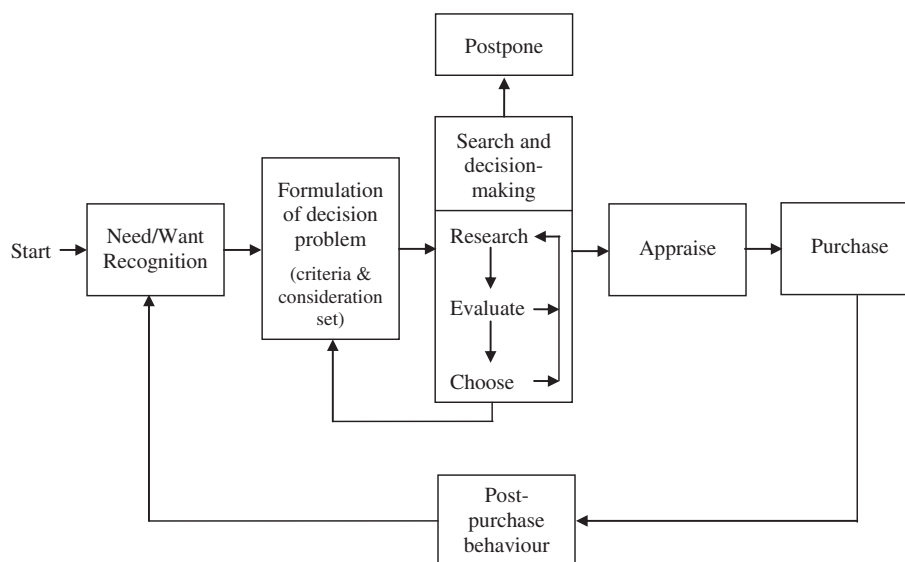 Postpone
Search and
decision-
making
Formulation
of decision
problem
(criteria &
consideration
set)
Start
Need/Want
Recognition
Research
Evaluate
Choose
Appraise
Purchase
Post-
purchase
behaviour